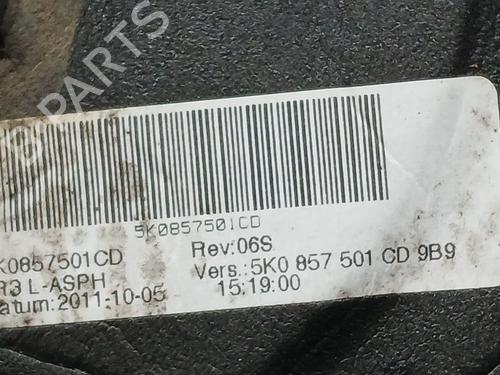 B-PARTS
5K0857501CD
K0857501CD Rev:06S
R3 L-ASPH Vers.:5K0 857 501 CD 9B9
atum:2011-10-05 15:19:00